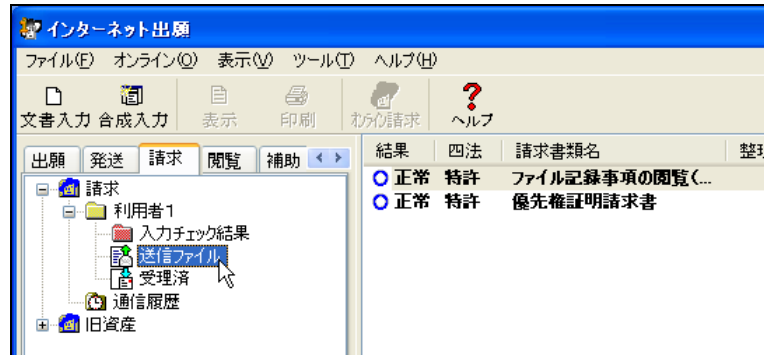 インターネット出願
ファイル(F) オンライン(O) 表示(V) ツール(T) ヘルプ(H)
文書入力 合成入力 表示 印刷 オンライン請求 ヘルプ
出願 発送 請求 閲覧 補助
結果 四法 請求書類名 整理
請求
正常 特許 ファイル記録事項の閲覧(...
利用者1
正常 特許 優先権証明請求書
入力チェック結果
送信ファイル
受理済
通信履歴
旧資産